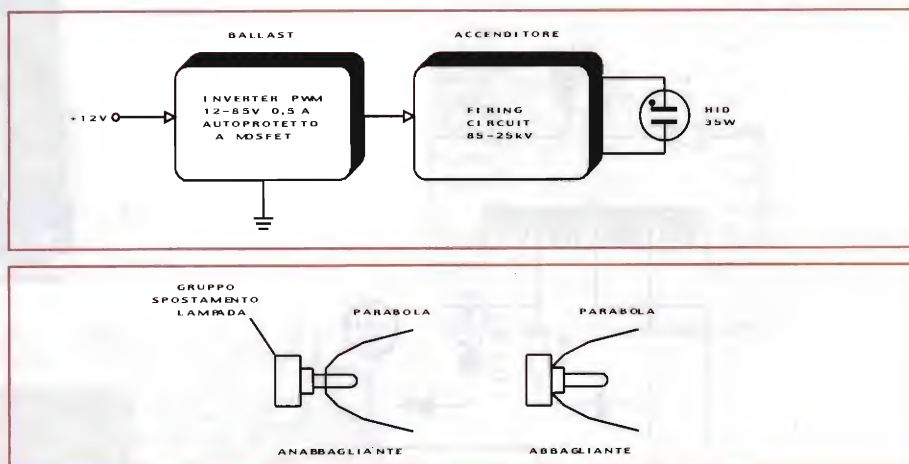 BALLAST
ACCENDITORE
+12V
INVERTER PWM
12-85V 0,5A
AUTOPROTETTO
A MOSFET
FIRING
CIRCUIT
85-25kV
HID
35W
GRUPPO
SPOSTAMENTO
LAMPADA
PARABOLA
PARABOLA
ANABBAGLIANTE
ABBAGLIANTE